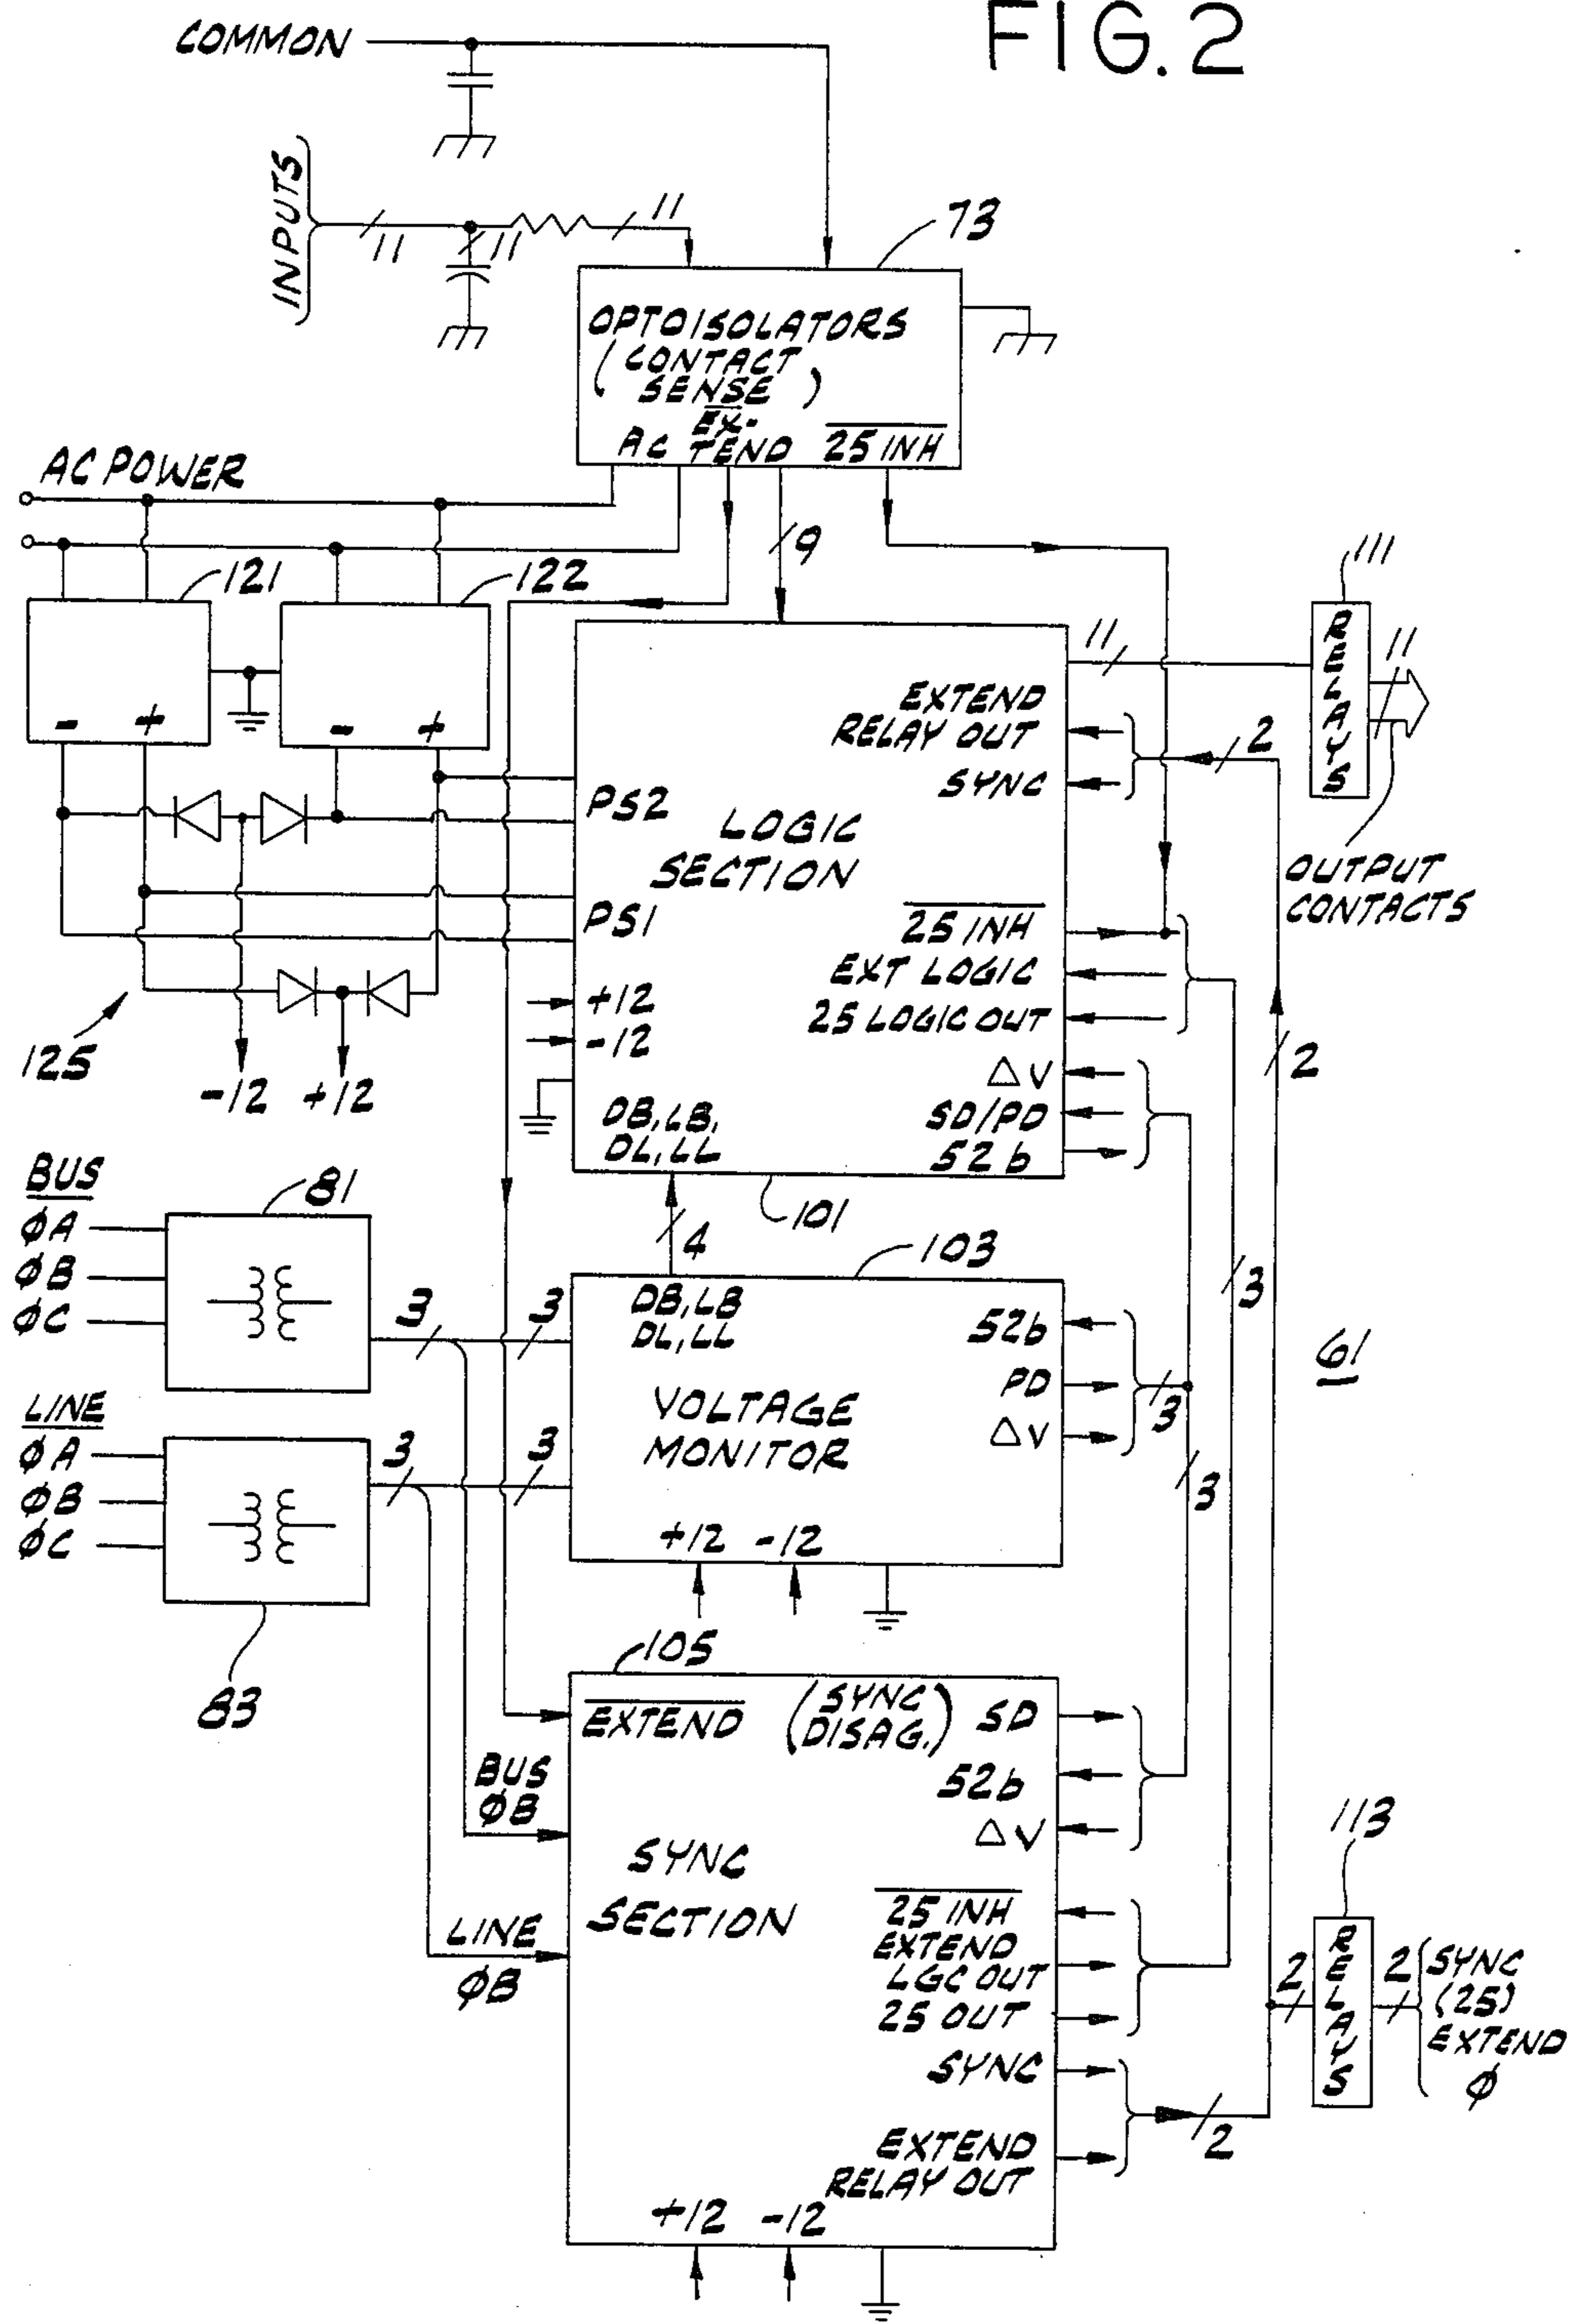 FIG. 2
COMMON
INPUTS
11
11
11
73
OPTOISOLATORS
(CONTACT
SENSE)
AC
EX-
TEND
25 INH
AC POWER
9
121
122
- +
- +
111
RELAYS
11
11
OUTPUT
CONTACTS
EXTEND
RELAY OUT
SYNC
2
PS2
LOGIC
SECTION
PS1
25 INH
EXT LOGIC
25 LOGIC OUT
+12
-12
ΔV
SD/PD
52b
DB, LB,
DL, LL
125
-12 +12
2
101
BUS
ϕA
ϕB
ϕC
81
4
103
3
3
3
DB, LB
DL, LL
52b
PD
ΔV
3
61
VOLTAGE
MONITOR
LINE
ϕA
ϕB
ϕC
3
3
3
+12 -12
83
105
EXTEND
(SYNC
DISAG.)
SD
52b
ΔV
BUS
ϕB
SYNC
SECTION
LINE
ϕB
25 INH
EXTEND
LGC OUT
25 OUT
SYNC
EXTEND
RELAY OUT
2
113
2
RELAYS
2
SYNC
(25)
EXTEND
ϕ
+12 -12